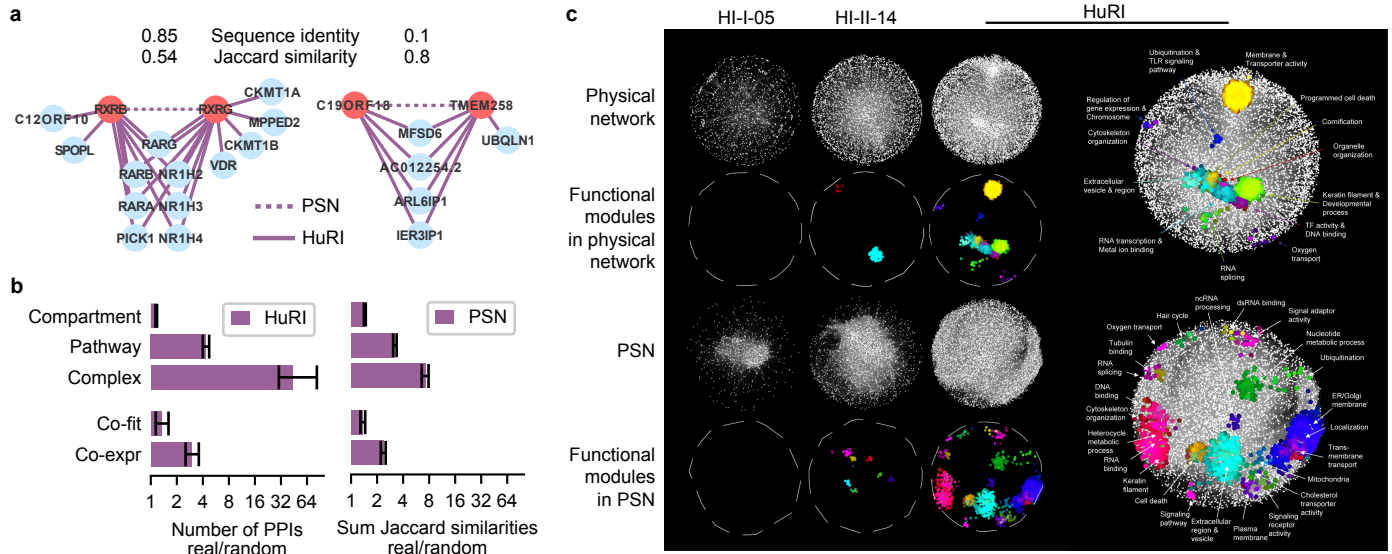 a
0.85 Sequence identity 0.1
0.54 Jaccard similarity 0.8
RXRB
RXRG
CKMT1A
C12ORF10
MPPED2
SPOPL
RARG
CKMT1B
VDR
RARB
NR1H2
RARA
NR1H3
PICK1
NR1H4
PSN
HuRI
C19ORF18
TMEM258
MFSD6
UBQLN1
AC012254.2
ARL6IP1
IER3IP1
b
HuRI
PSN
Compartment
Pathway
Complex
Co-fit
Co-expr
1 2 4 8 16 32 64
1 2 4 8 16 32 64
Number of PPIs
real/random
Sum Jaccard similarities
real/random
c
HI-I-05
HI-II-14
HuRI
Physical
network
Functional
modules
in physical
network
PSN
Functional
modules
in PSN
Ubiquitination &
TLR signaling
pathway
Membrane &
Transporter activity
Regulation of
gene expression &
Chromosome
Programmed cell death
Cytoskeleton
organization
Cornification
Organelle
organization
Extracellular
vesicle & region
Keratin filament &
Developmental
process
RNA transcription &
Metal ion binding
TF activity &
DNA binding
RNA
splicing
Oxygen
transport
ncRNA
processing
dsRNA binding
Hair cycle
Signal adaptor
activity
Oxygen transport
Nucleotide
metabolic process
Tubulin
binding
Ubiquitination
RNA
splicing
DNA
binding
ER/Golgi
membrane
Cytoskeleton
organization
Localization
Heterocycle
metabolic
process
Trans-
membrane
transport
RNA
binding
Mitochondria
Keratin
filament
Cholesterol
transporter
activity
Cell death
Signaling
pathway
Signaling
receptor
activity
Extracellular
region &
vesicle
Plasma
membrane